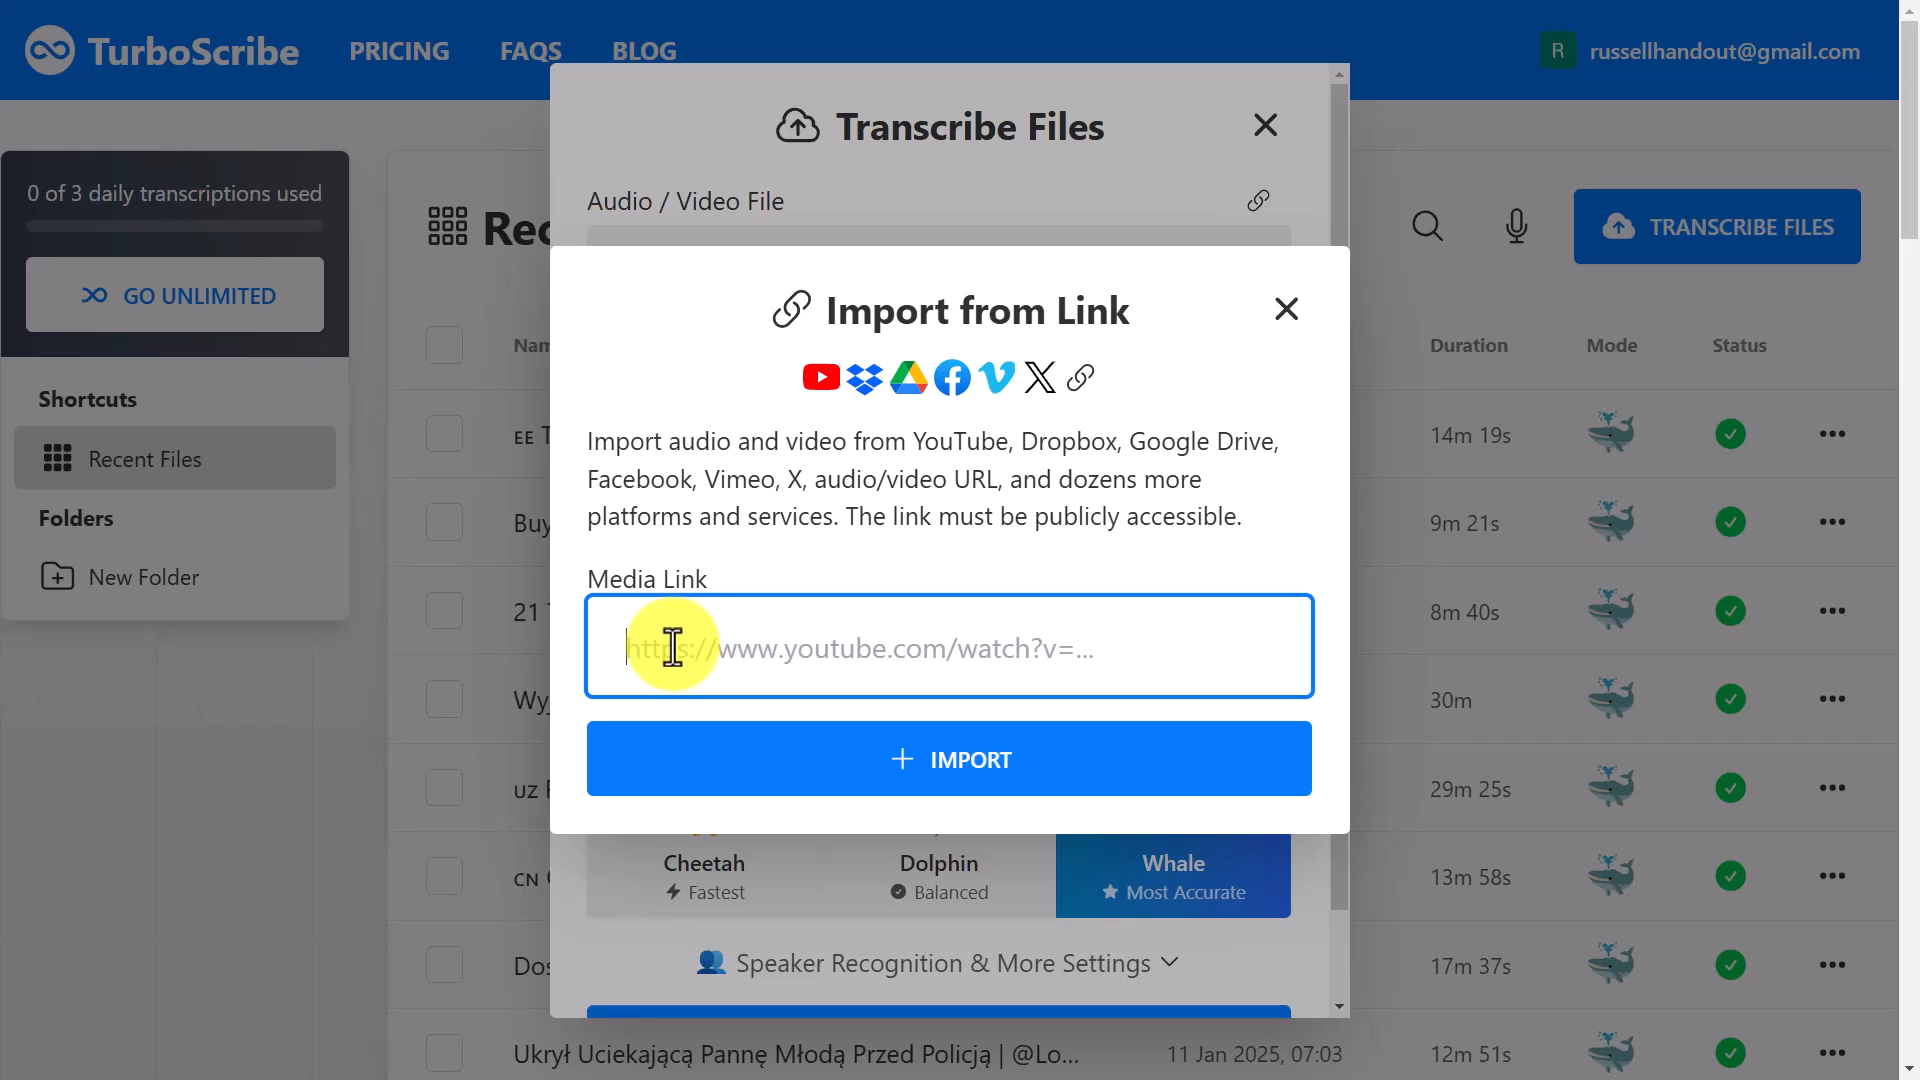 TurboScribe
PRICING
FAQS
BLOG
R
russellhandout@gmail.com
Transcribe Files
0 of 3 daily transcriptions used
Audio / Video File
GO UNLIMITED
Rec
TRANSCRIBE FILES
Import from Link
Duration
Mode
Status
Shortcuts
Recent Files
Folders
New Folder
Import audio and video from YouTube, Dropbox, Google Drive,
Facebook, Vimeo, X, audio/video URL, and dozens more
platforms and services. The link must be publicly accessible.
14m 19s
9m 21s
Media Link
https://www.youtube.com/watch?v=...
21
8m 40s
30m
IMPORT
UZ
29m 25s
Cheetah
Fastest
Dolphin
Balanced
Whale
Most Accurate
CN
13m 58s
Speaker Recognition & More Settings
17m 37s
Ukrył Uciekającą Pannę Młodą Przed Policją | @Lo...
11 Jan 2025, 07:03
12m 51s